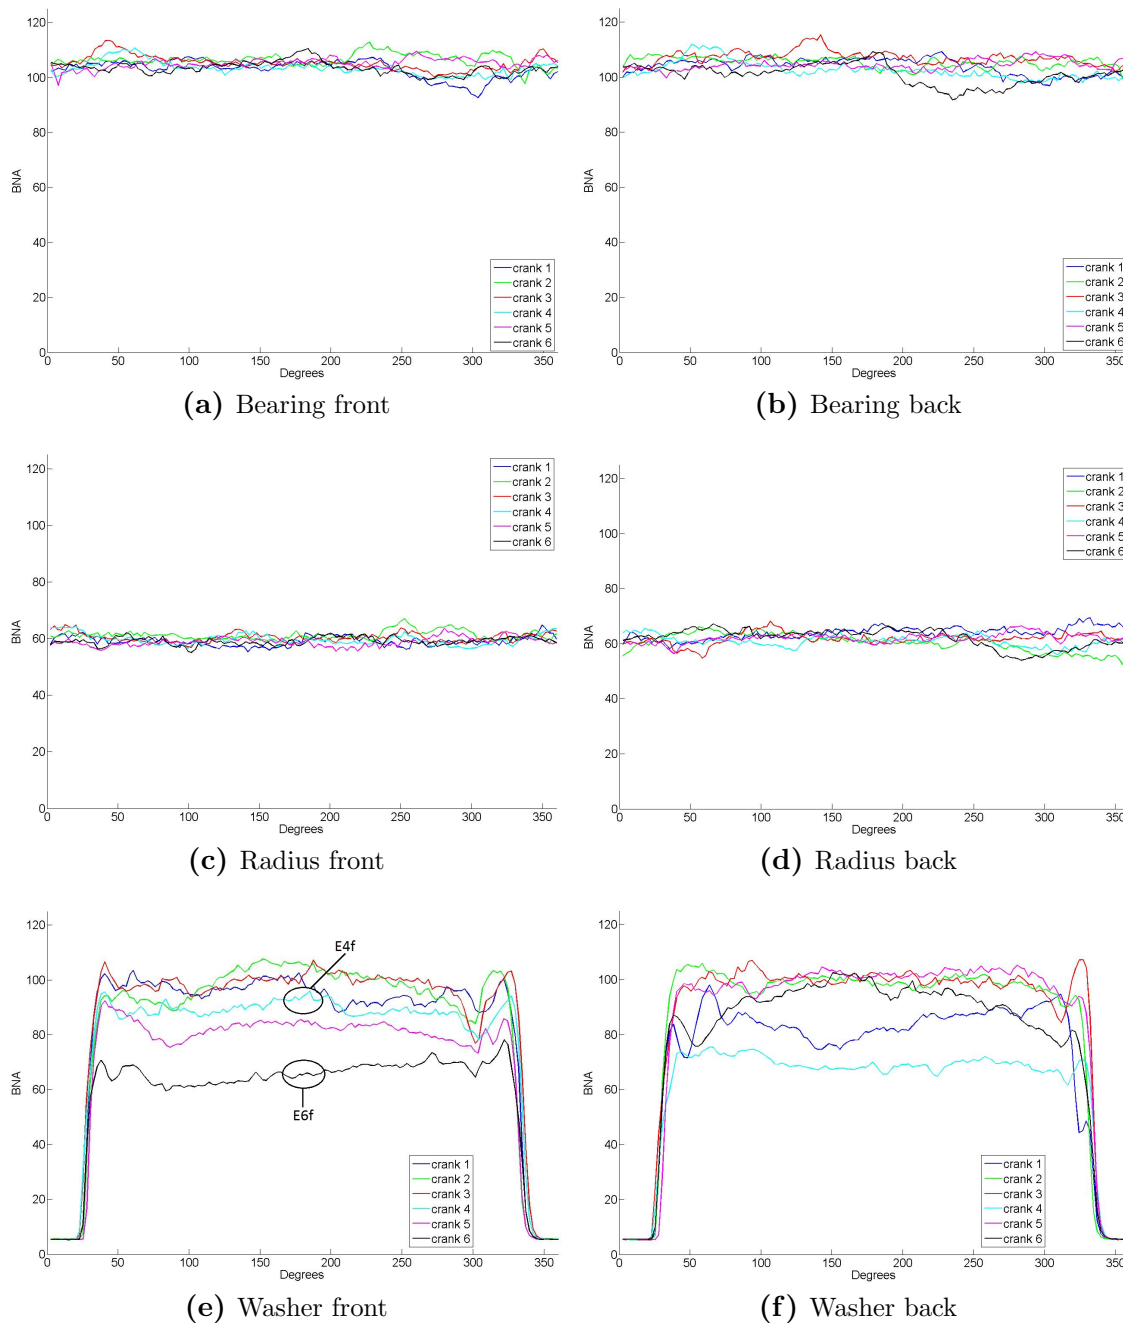 120
100
80
60
40
20
0
BNA
0 50 100 150 200 250 300 350
Degrees
crank 1
crank 2
crank 3
crank 4
crank 5
crank 6
(a) Bearing front
120
100
80
60
40
20
0
BNA
0 50 100 150 200 250 300 350
Degrees
crank 1
crank 2
crank 3
crank 4
crank 5
crank 6
(b) Bearing back
120
100
80
60
40
20
0
BNA
0 50 100 150 200 250 300 350
Degrees
crank 1
crank 2
crank 3
crank 4
crank 5
crank 6
(c) Radius front
120
100
80
60
40
20
0
BNA
0 50 100 150 200 250 300 350
Degrees
crank 1
crank 2
crank 3
crank 4
crank 5
crank 6
(d) Radius back
120
100
80
60
40
20
0
BNA
0 50 100 150 200 250 300 350
Degrees
E4f
E6f
crank 1
crank 2
crank 3
crank 4
crank 5
crank 6
(e) Washer front
120
100
80
60
40
20
0
BNA
0 50 100 150 200 250 300 350
Degrees
crank 1
crank 2
crank 3
crank 4
crank 5
crank 6
(f) Washer back